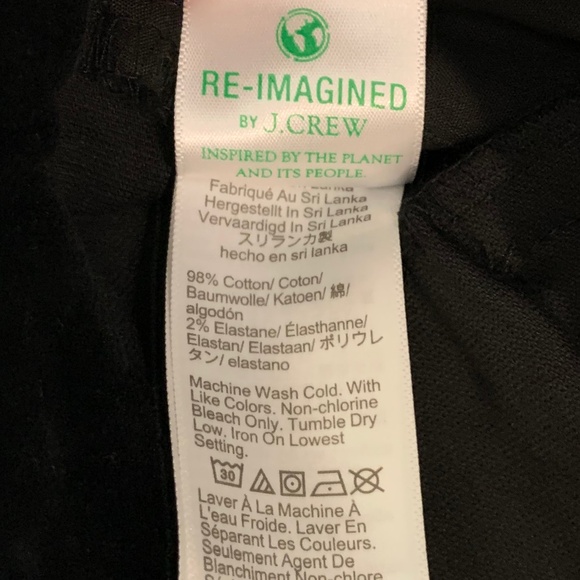 RE-IMAGINED
BY J.CREW
INSPIRED BY THE PLANET
AND ITS PEOPLE.
Lanka
Fabriqué Au Sri Lanka
Hergestellt In Sri Lanka
Vervaardigd In Sri Lanka
スリランカ製
hecho en sri lanka
98% Cotton/ Coton/
Baumwolle/ Katoen/ 綿/
algodón
2% Elastane/ Élasthanne/
Elastan/ Elastaan/ ポリウレ
タン/ elastano
Machine Wash Cold. With
Like Colors. Non-chlorine
Bleach Only. Tumble Dry
Low. Iron On Lowest
Setting.
30
Laver À La Machine À
L'eau Froide. Laver En
Séparant Les Couleurs.
Seulement Agent De
Blanchiment Non-chlore